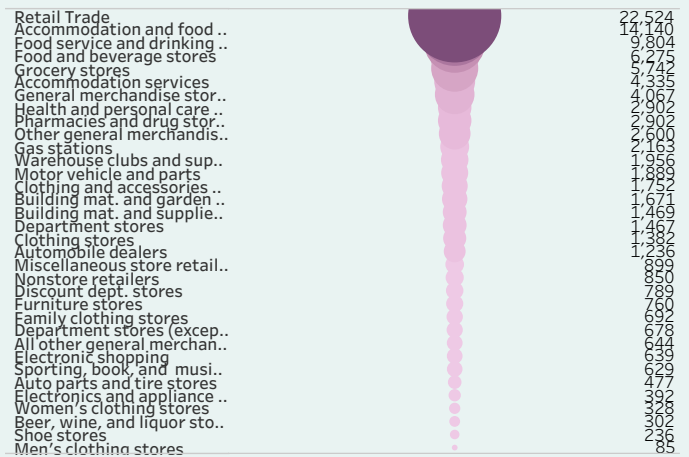 Retail Trade 22,524
Accommodation and food .. 14,140
Food service and drinking .. 9,804
Food and beverage stores 6,275
Grocery stores 5,742
Accommodation services 4,335
General merchandise stor.. 4,067
Health and personal care .. 2,902
Pharmacies and drug stor.. 2,902
Other general merchandis.. 2,600
Gas stations 2,163
Warehouse clubs and sup.. 1,956
Motor vehicle and parts 1,889
Clothing and accessories .. 1,752
Building mat. and garden .. 1,671
Building mat. and supplie.. 1,469
Department stores 1,467
Clothing stores 1,382
Automobile dealers 1,236
Miscellaneous store retail.. 899
Nonstore retailers 850
Discount dept. stores 789
Furniture stores 760
Family clothing stores 692
Department stores (excep.. 678
All other general merchan.. 644
Electronic shopping 639
Sporting, book, and musi.. 629
Auto parts and tire stores 477
Electronics and appliance .. 392
Women's clothing stores 328
Beer, wine, and liquor sto.. 302
Shoe stores 236
Men's clothing stores 85